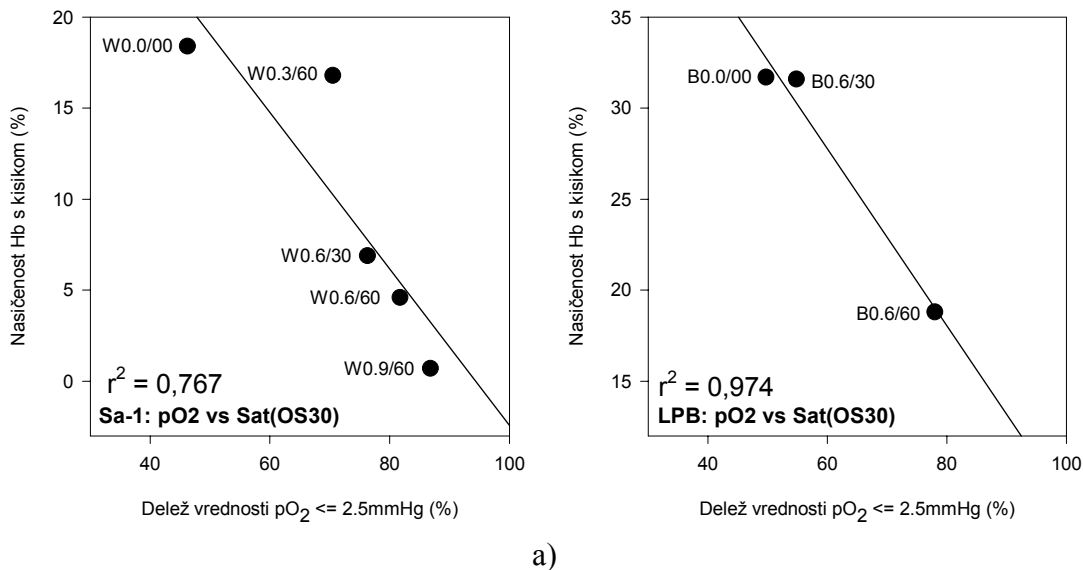 Nasičenost Hb s kisikom (%)
20
15
10
5
0
W0.0/00
W0.3/60
W0.6/30
W0.6/60
W0.9/60
r2 = 0,767
Sa-1: pO2 vs Sat(OS30)
40 60 80 100
Delež vrednosti pO2 <= 2.5mmHg (%)
Nasičenost Hb s kisikom (%)
35
30
25
20
15
B0.0/00
B0.6/30
B0.6/60
r2 = 0,974
LPB: pO2 vs Sat(OS30)
40 60 80 100
Delež vrednosti pO2 <= 2.5mmHg (%)
a)